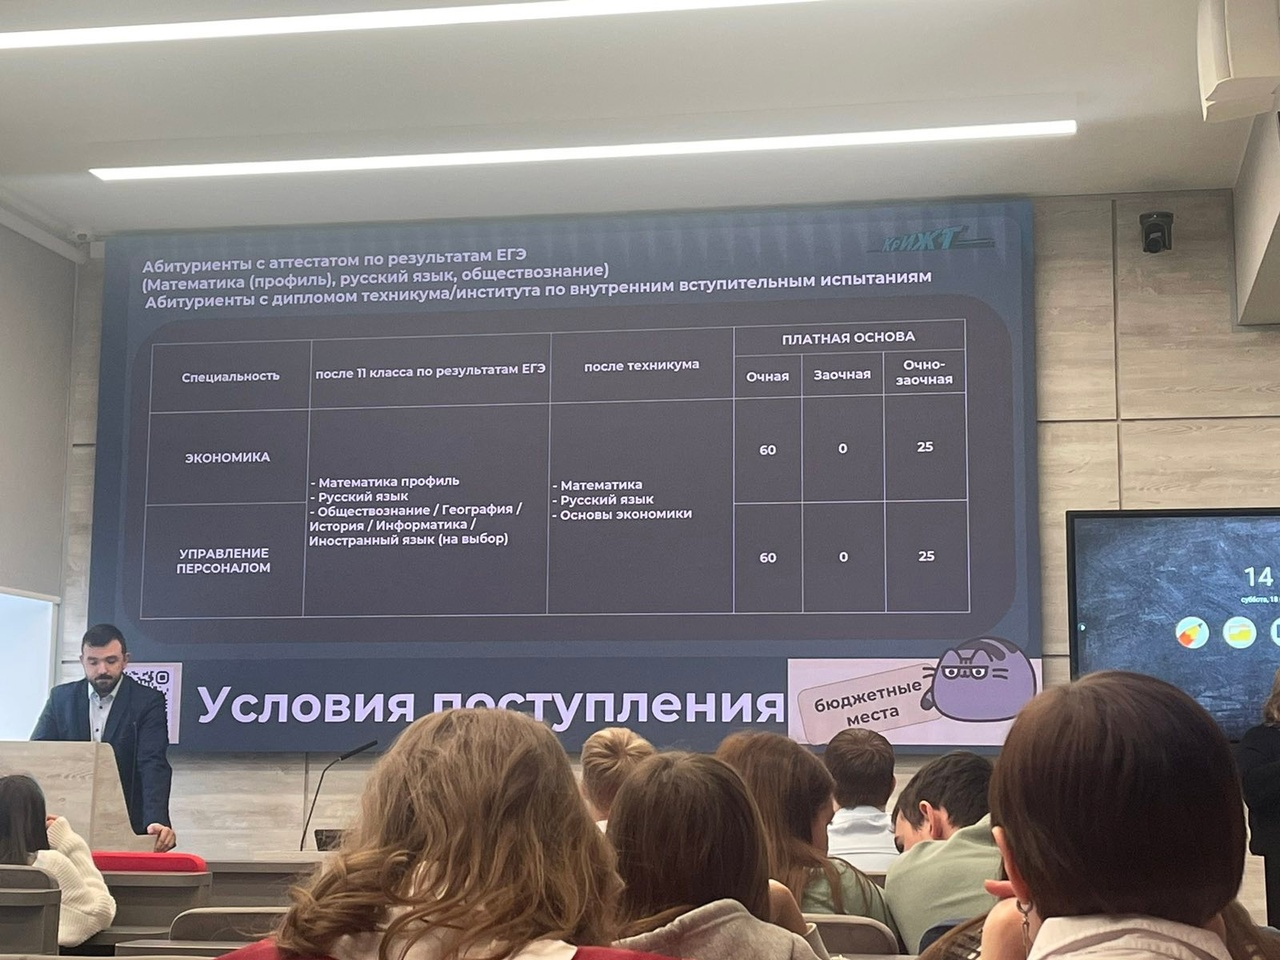 КрИЖТ
Абитуриенты с аттестатом по результатам ЕГЭ
(Математика (профиль), русский язык, обществознание)
Абитуриенты с дипломом техникума/института по внутренним вступительным испытаниям
Специальность
после 11 класса по результатам ЕГЭ
после техникума
ПЛАТНАЯ ОСНОВА
Очная
Заочная
Очно-
заочная
ЭКОНОМИКА
- Математика профиль
- Русский язык
- Обществознание / География /
История / Информатика /
Иностранный язык (на выбор)
- Математика
- Русский язык
- Основы экономики
60
0
25
УПРАВЛЕНИЕ
ПЕРСОНАЛОМ
60
0
25
Условия поступления
бюджетные
места
14
суббота, 18